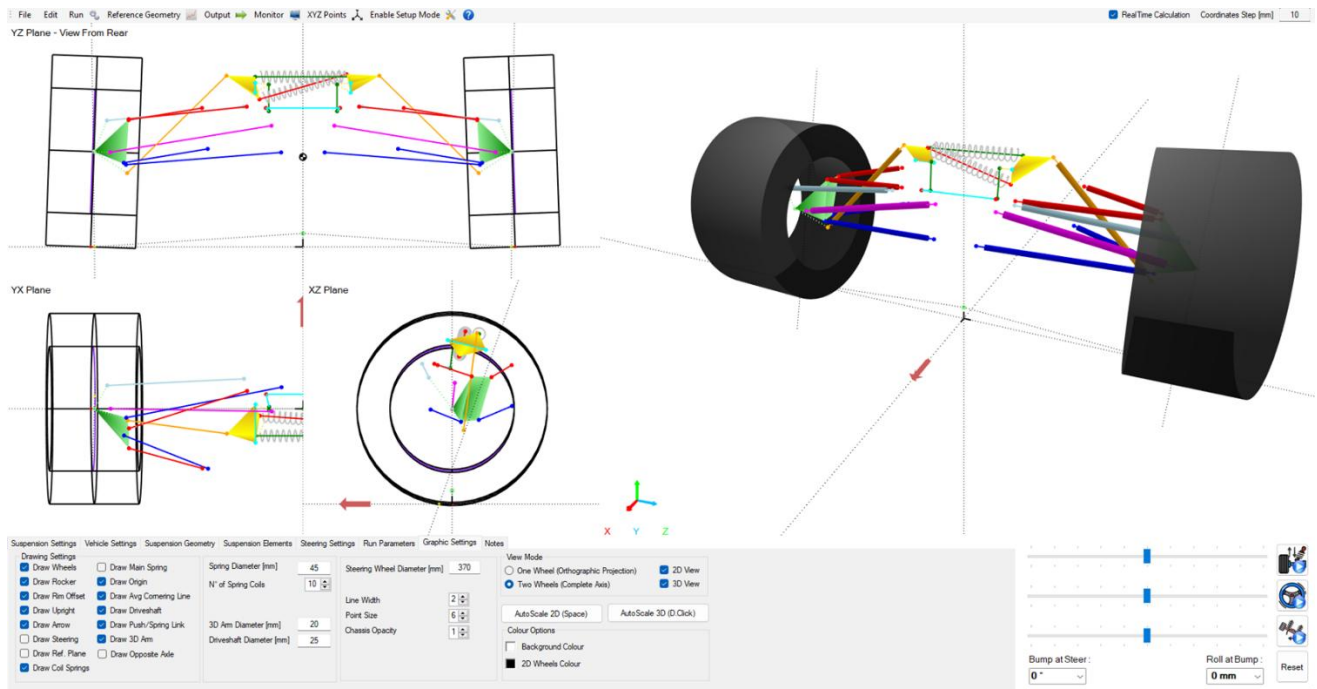 File Edit Run Reference Geometry Output Monitor XYZ Points Enable Setup Mode RealTime Calculation Coordinates Step [mm] 10
YZ Plane - View From Rear
YX Plane XZ Plane
X Y Z
Suspension Settings Vehicle Settings Suspension Geometry Suspension Elements Steering Settings Run Parameters Graphic Settings Notes
Drawing Settings
Draw Wheels Draw Main Spring
Draw Rocker Draw Origin
Draw Rim Offset Draw Avg Cornering Line
Draw Upright Draw Driveshaft
Draw Arrow Draw Push/Spring Link
Draw Steering Draw 3D Arm
Draw Ref. Plane Draw Opposite Axle
Draw Coil Springs
Spring Diameter [mm] 45
N° of Spring Coils 10
3D Arm Diameter [mm] 20
Driveshaft Diameter [mm] 25
Steering Wheel Diameter [mm] 370
Line Width 2
Point Size 6
Chassis Opacity 1
View Mode
One Wheel (Orthographic Projection) 2D View
Two Wheels (Complete Axis) 3D View
AutoScale 2D (Space) AutoScale 3D (D.Click)
Colour Options
Background Colour
2D Wheels Colour
Bump at Steer : Roll at Bump :
0 ° 0 mm
Reset